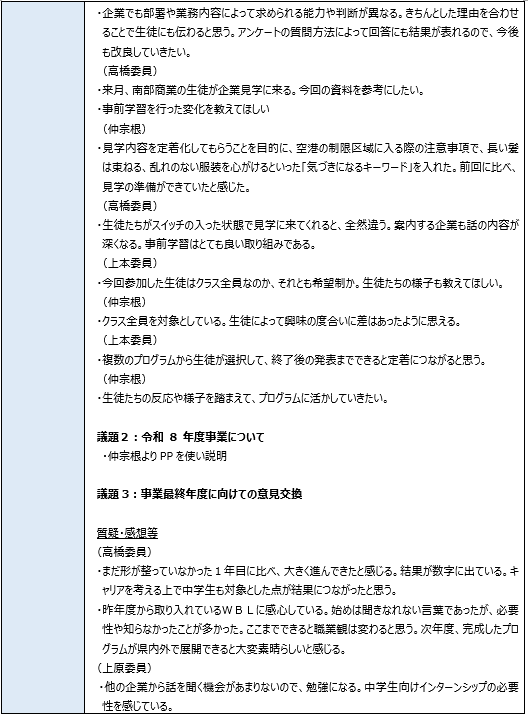 ・企業でも部署や業務内容によって求められる能力や判断が異なる。きちんとした理由を合わせ
ることで生徒にも伝わると思う。アンケートの質問方法によって回答にも結果が表れるので、今後
も改良していきたい。
（高橋委員）
・来月、南部商業の生徒が企業見学に来る。今回の資料を参考にしたい。
・事前学習を行った変化を教えてほしい
（仲宗根）
・見学内容を定着化してもらうことを目的に、空港の制限区域に入る際の注意事項で、長い髪
は束ねる、乱れのない服装を心がけるといった「気づきになるキーワード」を入れた。前回に比べ、
見学の準備ができていたと感じた。
（高橋委員）
・生徒たちがスイッチの入った状態で見学に来てくれると、全然違う。案内する企業も話の内容が
深くなる。事前学習はとても良い取り組みである。
（上本委員）
・今回参加した生徒はクラス全員なのか、それとも希望制か。生徒たちの様子も教えてほしい。
（仲宗根）
・クラス全員を対象としている。生徒によって興味の度合いに差はあったように思える。
（上本委員）
・複数のプログラムから生徒が選択して、終了後の発表までできると定着につながると思う。
（仲宗根）
・生徒たちの反応や様子を踏まえて、プログラムに活かしていきたい。
議題２：令和 ８ 年度事業について
・仲宗根より PP を使い説明
議題３：事業最終年度に向けての意見交換
質疑・感想等
（高橋委員）
・まだ形が整っていなかった１年目に比べ、大きく進んできたと感じる。結果が数字に出ている。キ
ャリアを考える上で中学生も対象とした点が結果につながったと思う。
・昨年度から取り入れているＷＢＬに感心している。始めは聞きなれない言葉であったが、必要
性や知らなかったことが多かった。ここまでできると職業観は変わると思う。次年度、完成したプ
ログラムが県内外で展開できると大変素晴らしいと感じる。
（上原委員）
・他の企業から話を聞く機会があまりないので、勉強になる。中学生向けインターンシップの必要
性を感じている。